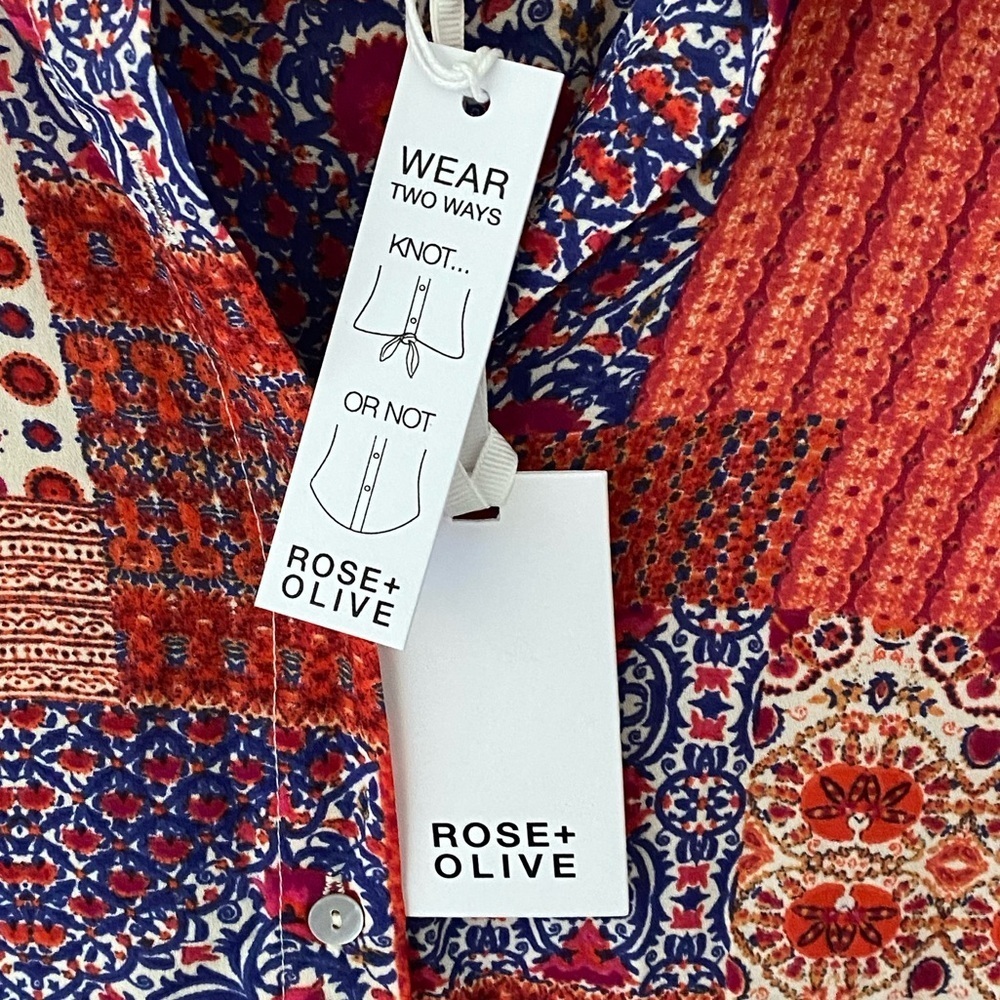 WEAR
TWO WAYS
KNOT...
OR NOT
ROSE+
OLIVE
ROSE+
OLIVE